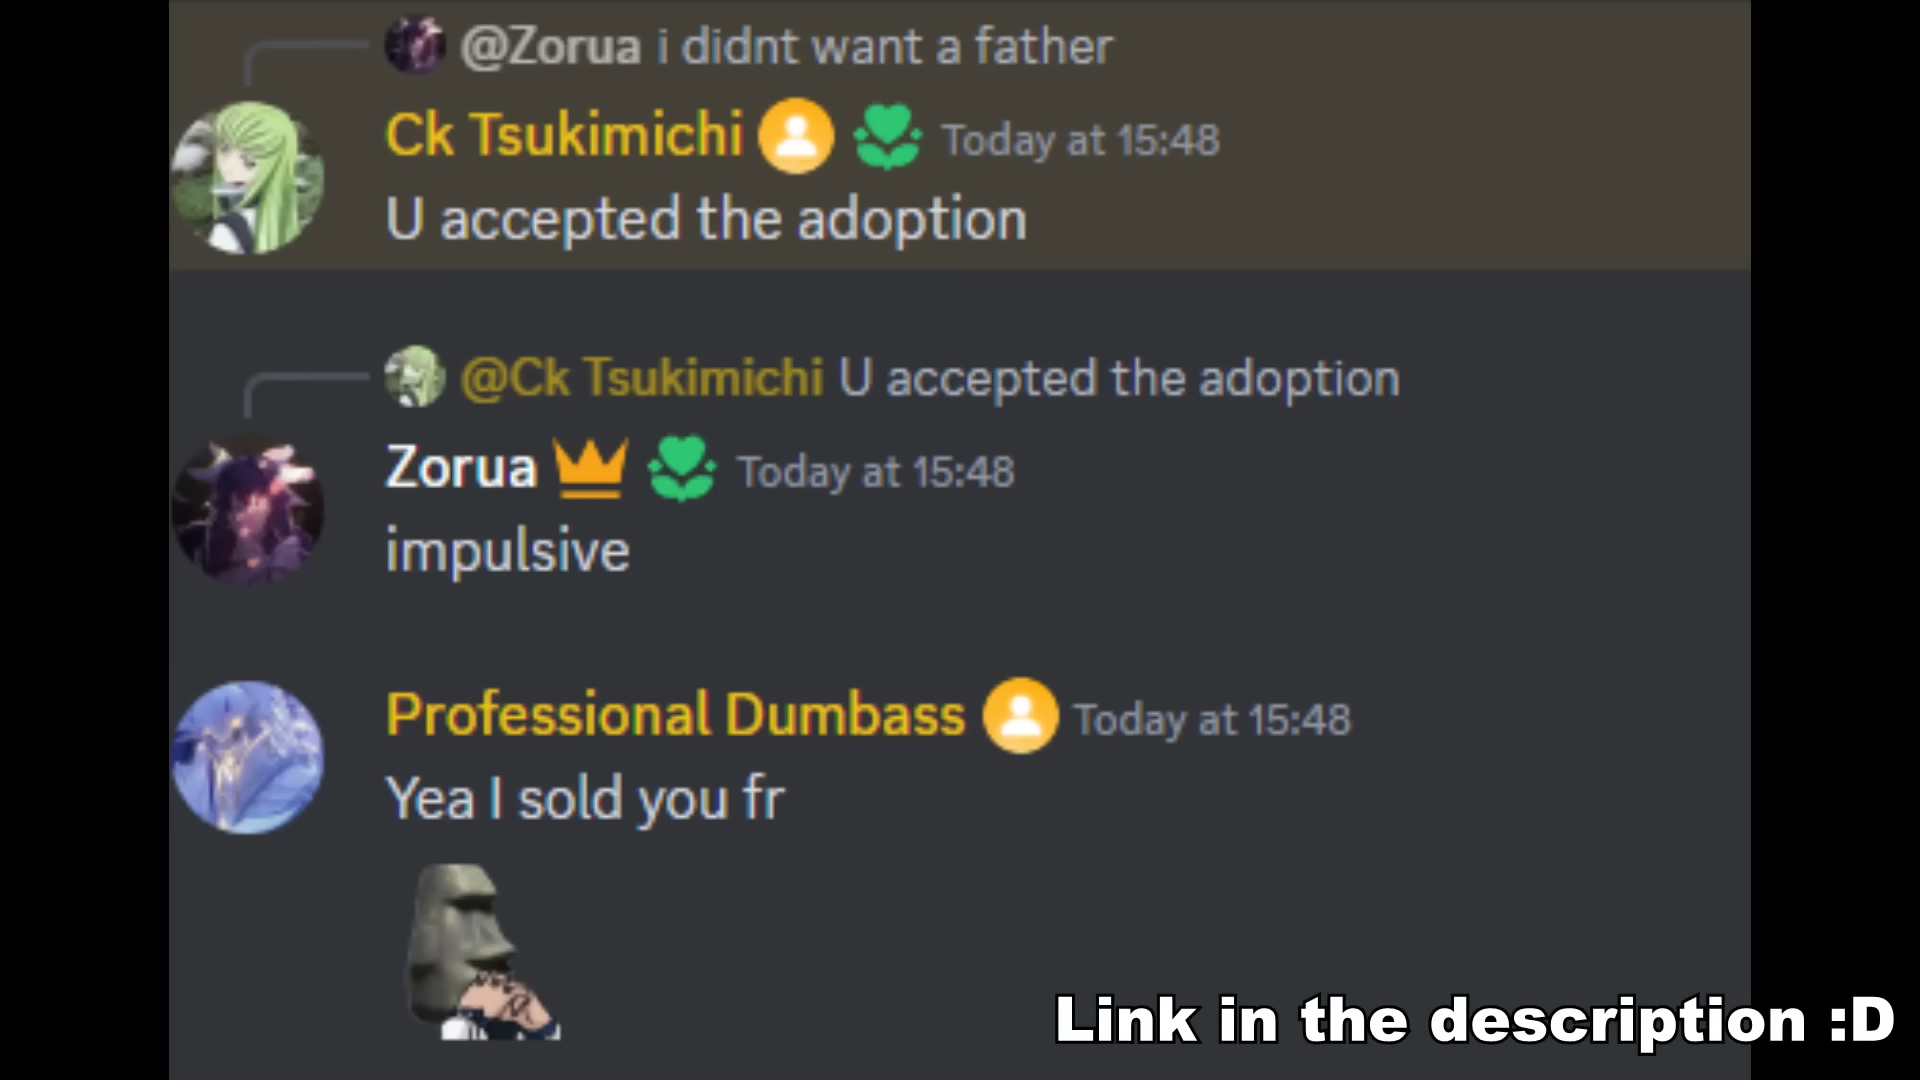 @Zorua i didnt want a father
Ck Tsukimichi Today at 15:48
U accepted the adoption
@Ck Tsukimichi U accepted the adoption
Zorua Today at 15:48
impulsive
Professional Dumbass Today at 15:48
Yea I sold you fr
Link in the description :D